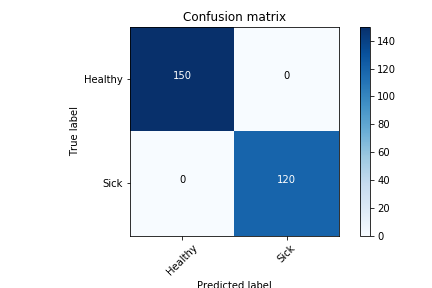 Confusion matrix
Healthy
150
0
Sick
0
120
True label
Healthy
Sick
Predicted label
140
120
100
80
60
40
20
0